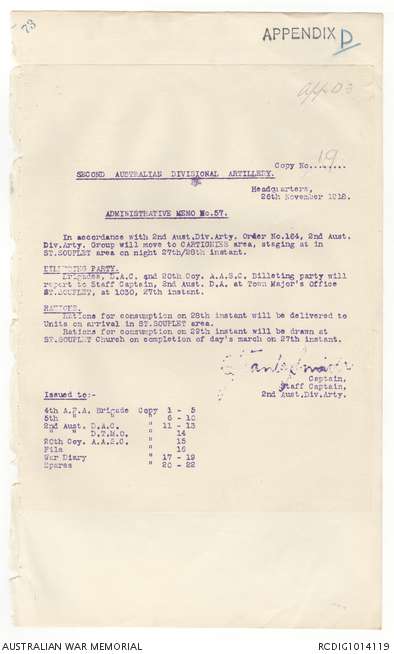 23
APPENDIX D
App D3
Copy No. 19
SECOND AUSTRALIAN DIVISIONAL ARTILLERY.
Headquarters,
26th November 1918.
ADMINISTRATIVE MEMO No.57.
In accordance with 2nd Aust.Div.Arty. Order No.164, 2nd Aust.
Div.Arty. Group will move to CARTIGNIES area, staging at in
ST.SOUPLET area on night 27th/28th instant.
BILLETING PARTY.
Brigades, D.A.C. and 20th Coy. A.A.S.C. Billeting party will
report to Staff Captain, 2nd Aust. D.A. at Town Major's Office
ST.SOUPLET, at 1030, 27th instant.
RATIONS.
Rations for consumption on 28th instant will be delivered to
Units on arrival in ST.SOUPLET area.
Rations for consumption on 29th instant will be drawn at
ST.SOUPLET Church on completion of day's march on 27th instant.
Captain,
Staff Captain,
2nd Aust.Div.Arty.
Issued to:-
4th A.F.A. Brigade Copy 1 - 5
5th " " " 6 - 10
2nd Aust. D.A.C. " 11 - 13
" D.T.M.O. " 14
20th Coy. A.A.S.C. " 15
File " 16
War Diary " 17 - 19
Spares " 20 - 22
AUSTRALIAN WAR MEMORIAL
RCDIG1014119